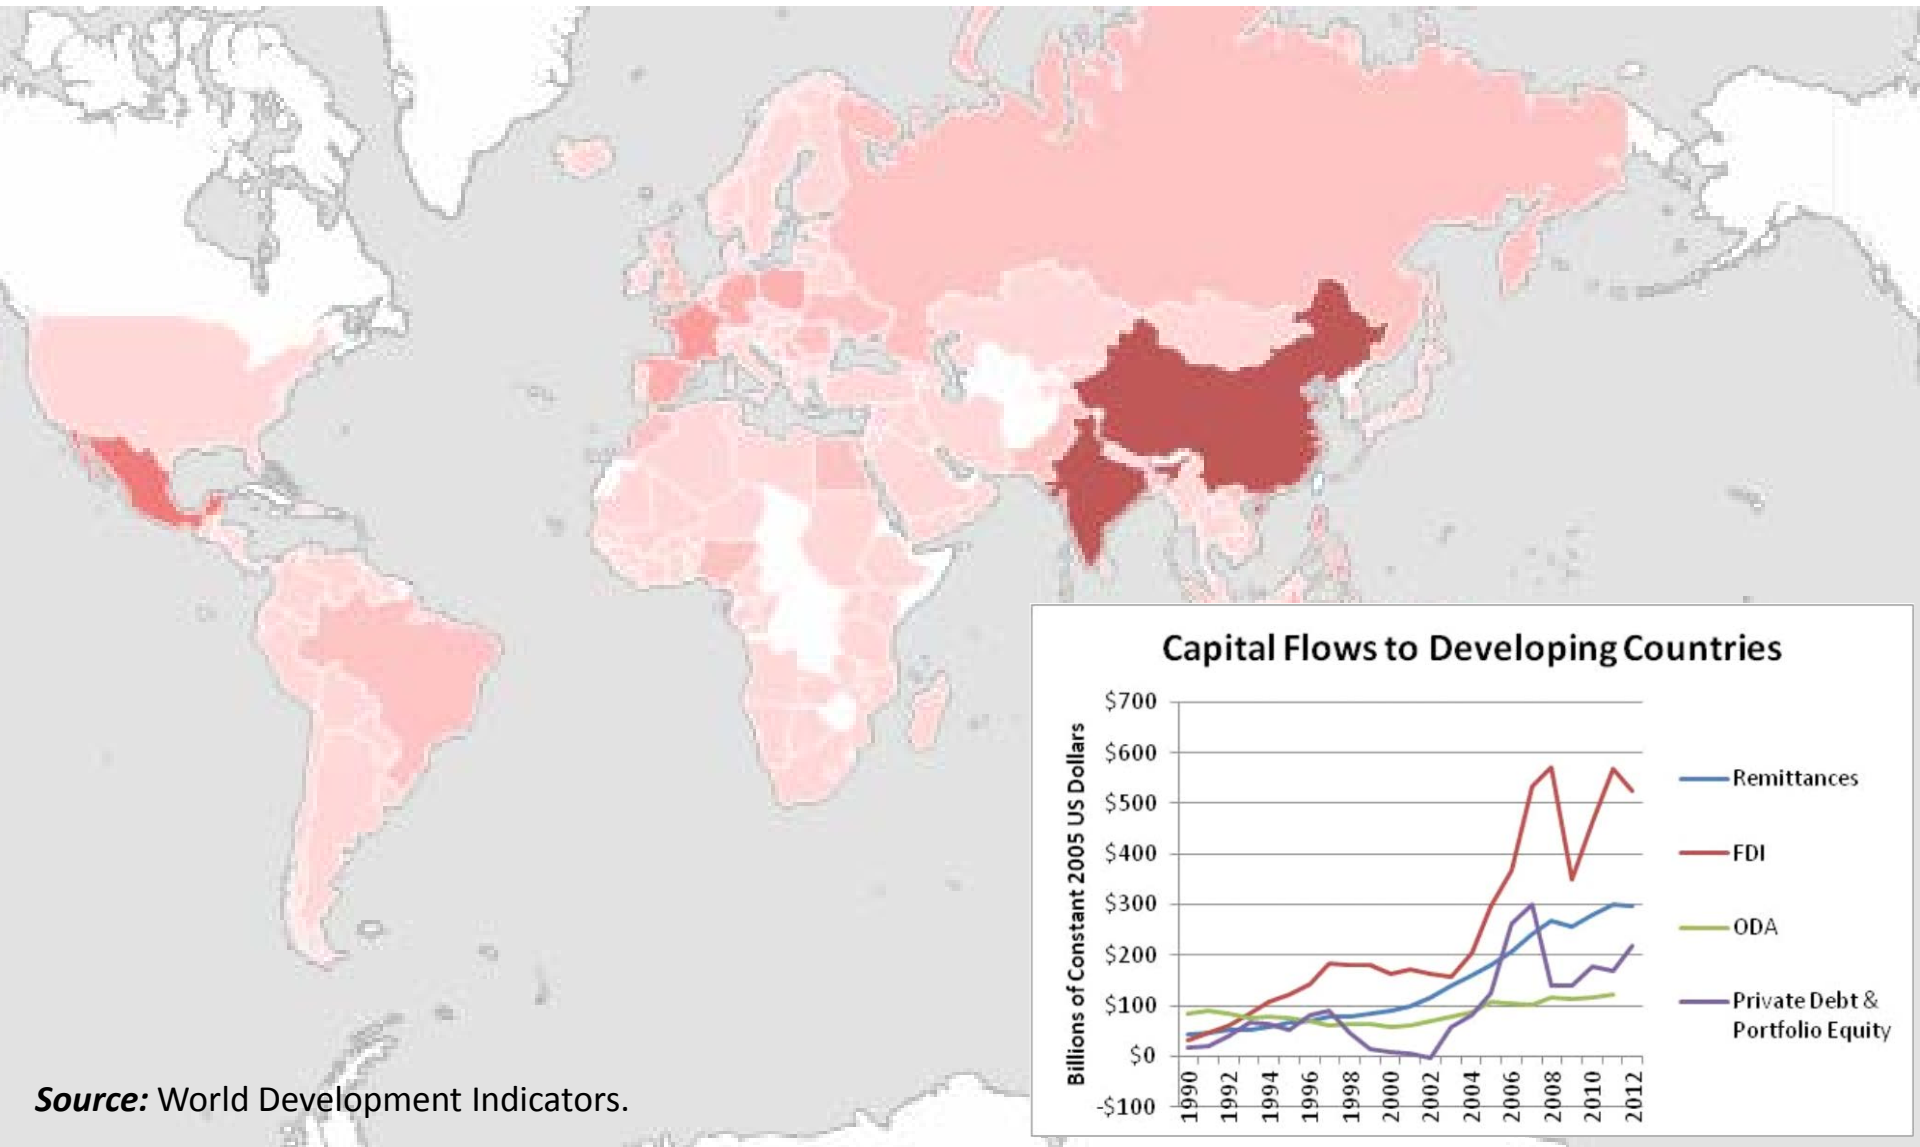 Capital Flows to Developing Countries
Billions of Constant 2005 US Dollars
$700
$600
$500
$400
$300
$200
$100
$0
-$100
1990
1992
1994
1996
1998
2000
2002
2004
2006
2008
2010
2012
Remittances
FDI
ODA
Private Debt &
Portfolio Equity
Source: World Development Indicators.